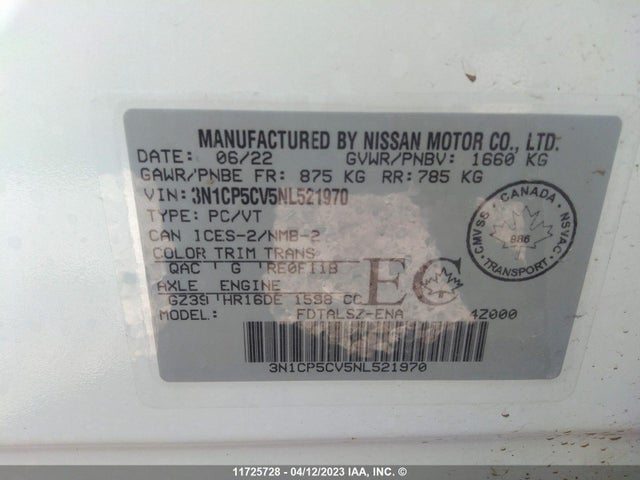 MANUFACTURED BY NISSAN MOTOR CO., LTD.
DATE: 06/22 GVWR/PNBV: 1660 KG
GAWR/PNBE FR: 875 KG RR: 785 KG
VIN: 3N1CP5CV5NL521970
TYPE: PC/VT
CAN ICES-2/NMB-2
COLOR TRIM TRANS
QAC G RE0F11B
AXLE ENGINE
GZ39 HR16DE 1598 CC
MODEL: FDTALSZ-ENA 4Z000
3N1CP5CV5NL521970
EC
CMVSS CANADA NSVAC
986
TRANSPORT
11725728 - 04/12/2023 IAA, INC. ©